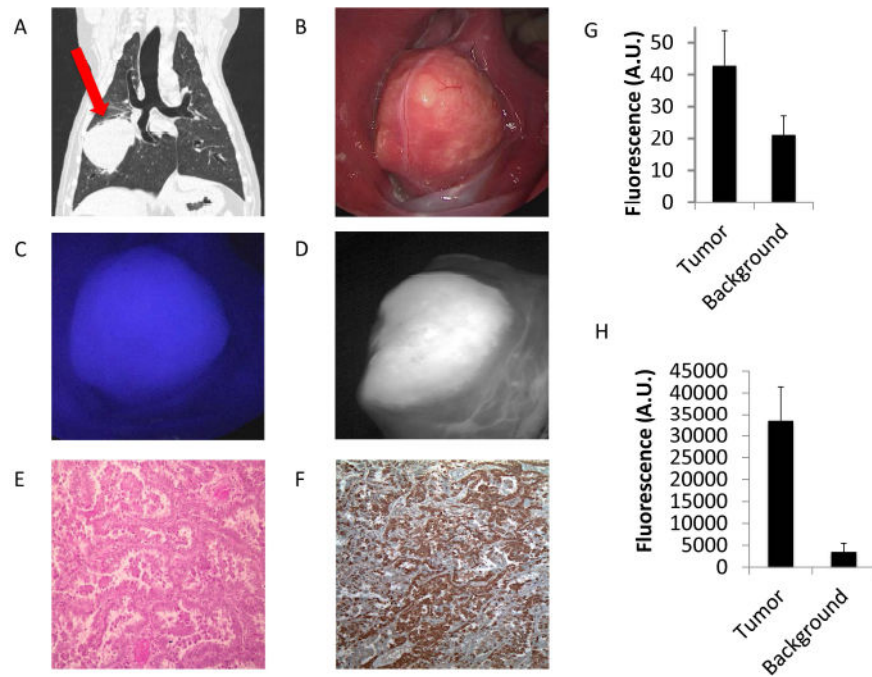 A
B
C
D
E
F
G
Fluorescence (A.U.)
50
40
30
20
10
0
Tumor
Background
H
Fluorescence (A.U.)
45000
40000
35000
30000
25000
20000
15000
10000
5000
0
Tumor
Background